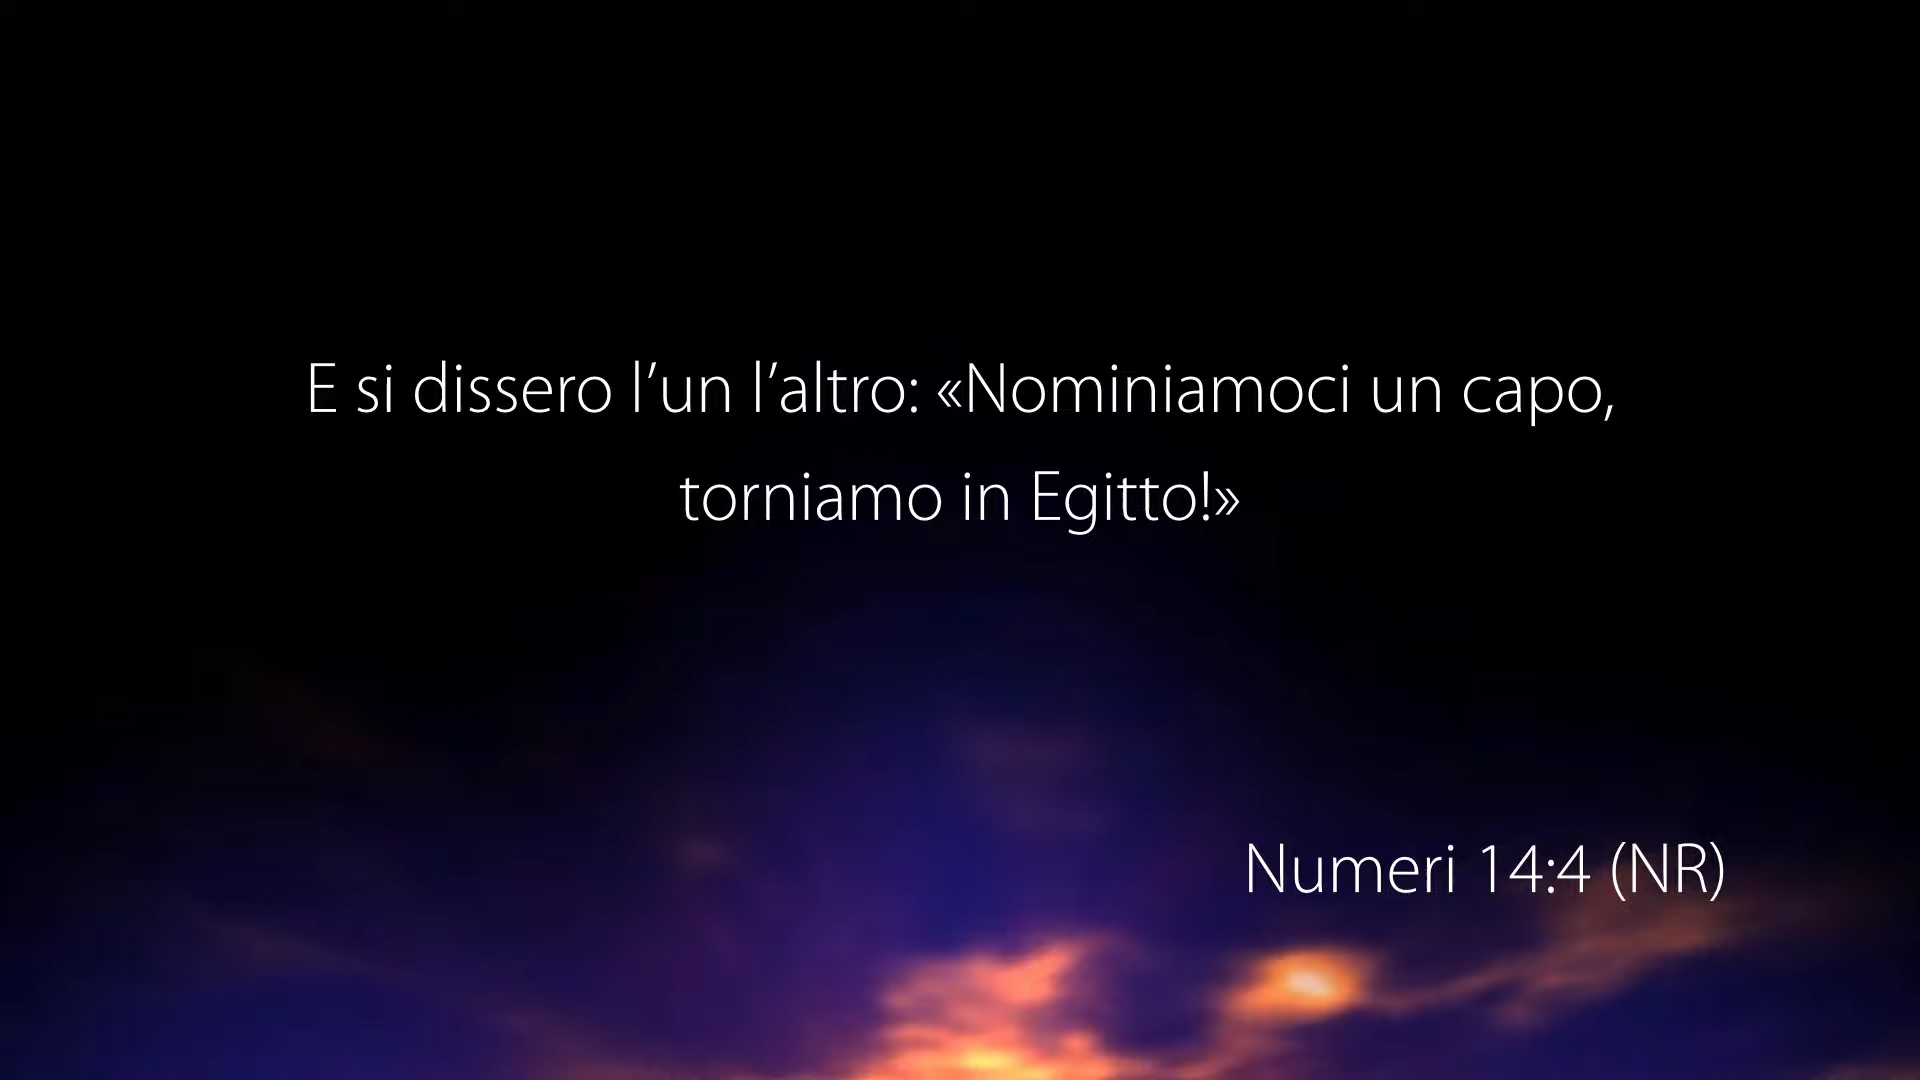 E si dissero l’un l’altro: «Nominiamoci un capo,
torniamo in Egitto!»
Numeri 14:4 (NR)